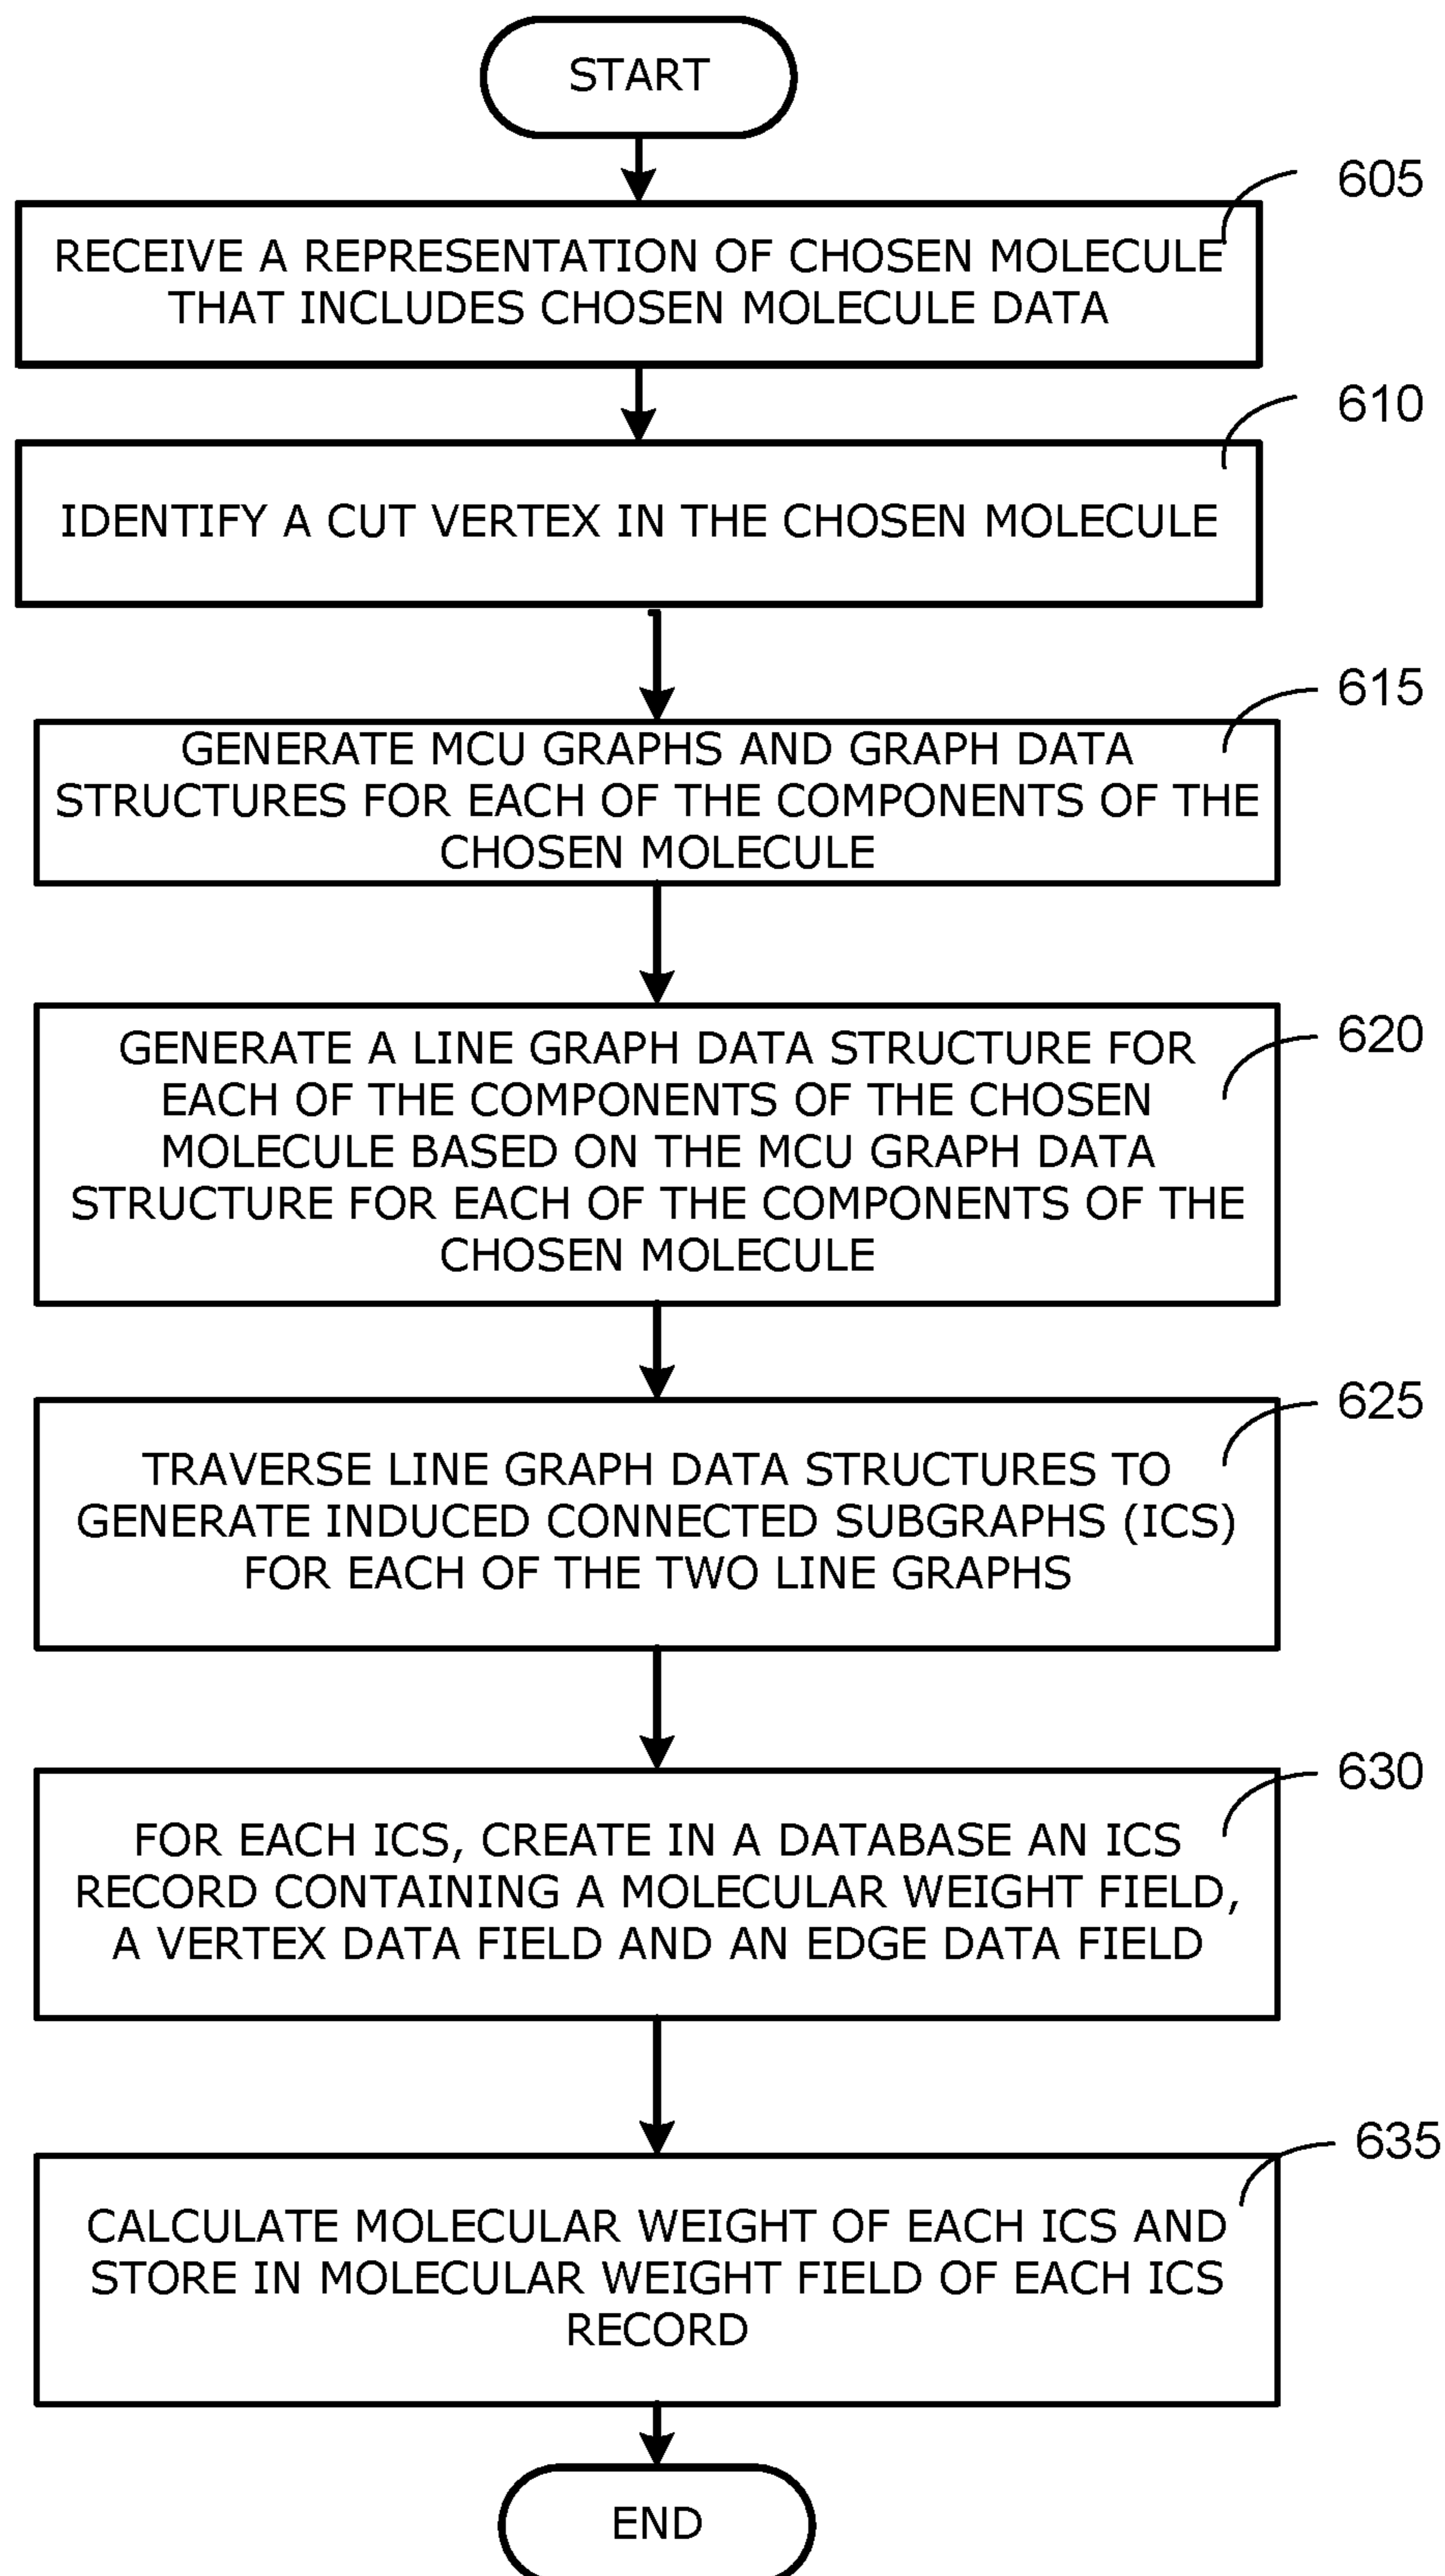 START
605
RECEIVE A REPRESENTATION OF CHOSEN MOLECULE
THAT INCLUDES CHOSEN MOLECULE DATA
610
IDENTIFY A CUT VERTEX IN THE CHOSEN MOLECULE
615
GENERATE MCU GRAPHS AND GRAPH DATA
STRUCTURES FOR EACH OF THE COMPONENTS OF THE
CHOSEN MOLECULE
620
GENERATE A LINE GRAPH DATA STRUCTURE FOR
EACH OF THE COMPONENTS OF THE CHOSEN
MOLECULE BASED ON THE MCU GRAPH DATA
STRUCTURE FOR EACH OF THE COMPONENTS OF THE
CHOSEN MOLECULE
625
TRAVERSE LINE GRAPH DATA STRUCTURES TO
GENERATE INDUCED CONNECTED SUBGRAPHS (ICS)
FOR EACH OF THE TWO LINE GRAPHS
630
FOR EACH ICS, CREATE IN A DATABASE AN ICS
RECORD CONTAINING A MOLECULAR WEIGHT FIELD,
A VERTEX DATA FIELD AND AN EDGE DATA FIELD
635
CALCULATE MOLECULAR WEIGHT OF EACH ICS AND
STORE IN MOLECULAR WEIGHT FIELD OF EACH ICS
RECORD
END